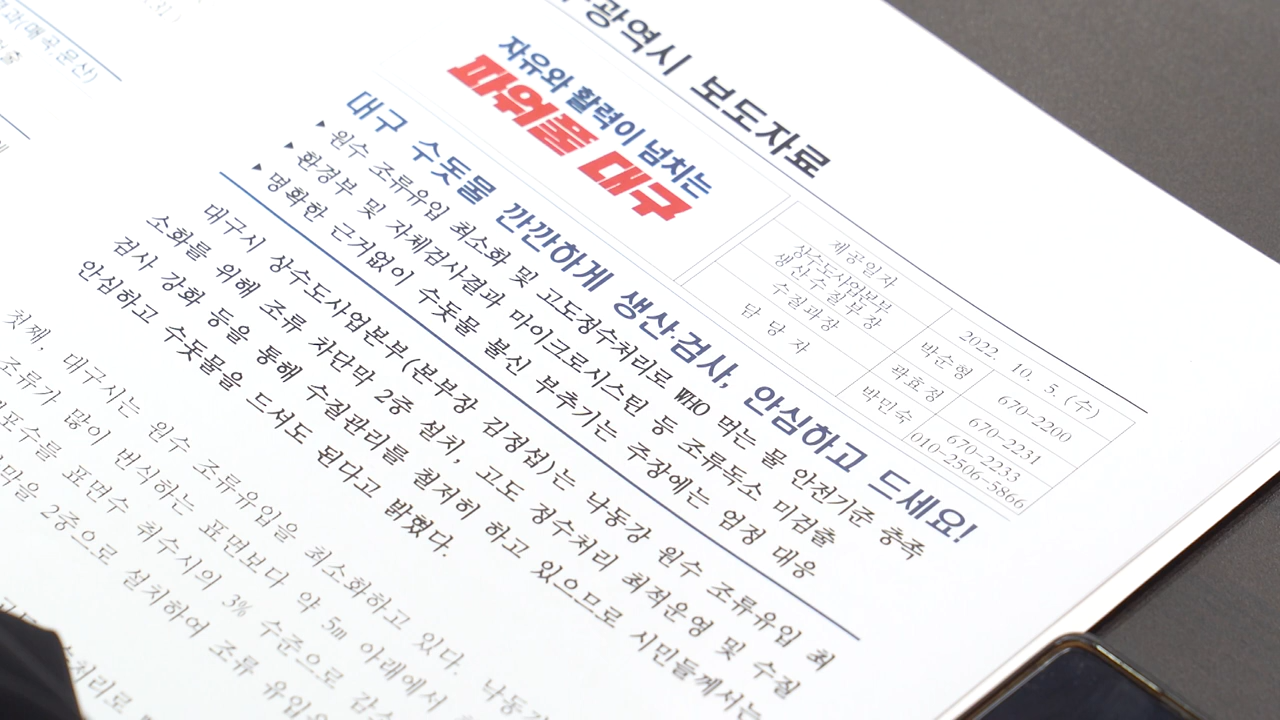 광역시 보도자료
자유와 활력이 넘치는
파워풀 대구
제공일자 2022. 10. 5.(수)
상수도사업본부
생산수질부장 박순형 670-2200
수질과장 곽효정 670-2231
담 당 자 박민숙 670-2233
010-2506-5866
대구 수돗물 깐깐하게 생산·검사, 안심하고 드세요!
▸ 원수 조류유입 최소화 및 고도정수처리로 WHO 먹는 물 안전기준 충족
▸ 환경부 및 자체검사결과 마이크로시스틴 등 조류독소 미검출
▸ 명확한 근거없이 수돗물 불신 부추기는 주장에는 엄정 대응
대구시 상수도사업본부(본부장 김정섭)는 낙동강 원수 조류유입 최
소화를 위해 조류 차단막 2중 설치, 고도 정수처리 최적운영 및 수질
검사 강화 등을 통해 수질관리를 철저히 하고 있으므로 시민들께서는
안심하고 수돗물을 드셔도 된다고 밝혔다.
첫째, 대구시는 원수 조류유입을 최소화하고 있다. 낙동
조류가 많이 번식하는 표면보다 약 5m 아래에서
표수를 표면수 취수시의 3% 수준으로
막을 2중으로 설치하여 조류
처리로
(매곡,문산)